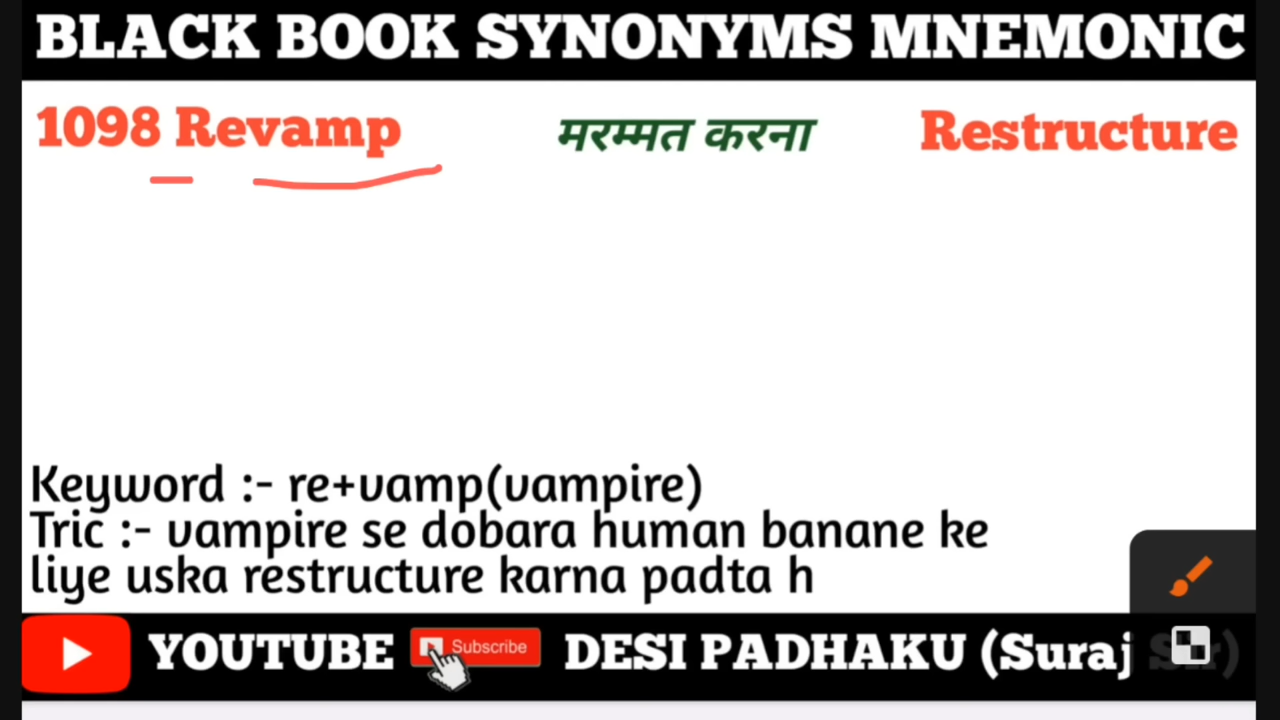 BLACK BOOK SYNONYMS MNEMONIC
1098 Revamp मरम्मत करना Restructure
Keyword :- re+vamp(vampire)
Tric :- vampire se dobara human banane ke
liye uska restructure karna padta h
YOUTUBE Subscribe DESI PADHAKU (Suraj